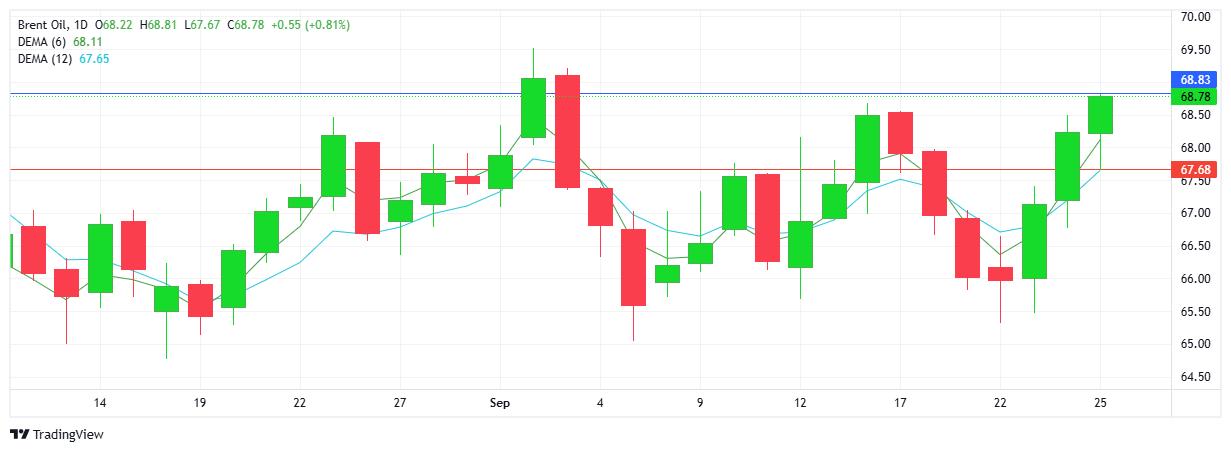 Brent Oil, 1D O68.22 H68.81 L67.67 C68.78 +0.55 (+0.81%)
DEMA (6) 68.11
DEMA (12) 67.65
70.00
69.50
68.83
68.78
68.50
68.00
67.68
67.50
67.00
66.50
66.00
65.50
65.00
64.50
14 19 22 27 Sep 4 9 12 17 22 25
TradingView